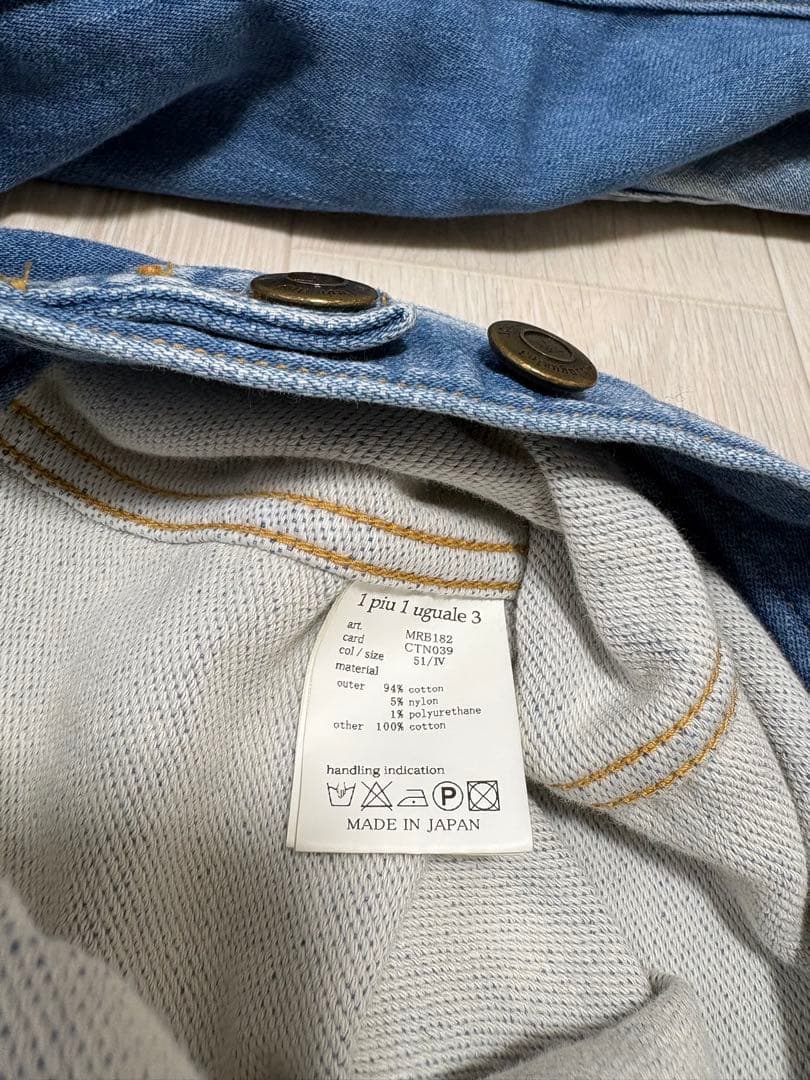 1 piu 1 uguale 3
art. MRB182
card CTN039
col / size 51/IV
material
outer 94% cotton
5% nylon
1% polyurethane
other 100% cotton
handling indication
P
MADE IN JAPAN